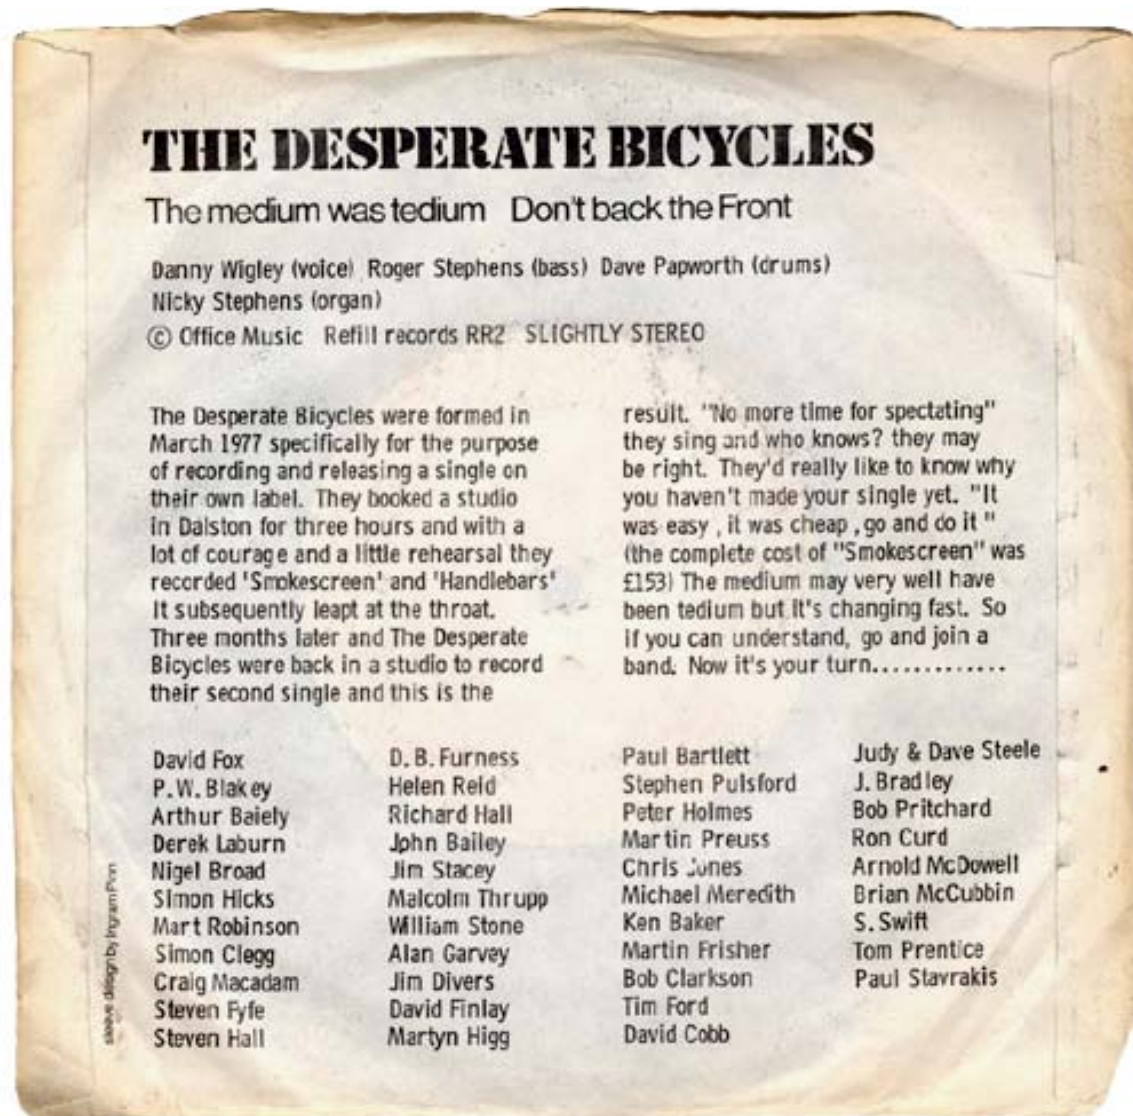 THE DESPERATE BICYCLES
The medium was tedium Don't back the Front
Danny Wigley (voice) Roger Stephens (bass) Dave Papworth (drums)
Nicky Stephens (organ)
© Office Music Refill records RR2 SLIGHTLY STEREO
The Desperate Bicycles were formed in
March 1977 specifically for the purpose
of recording and releasing a single on
their own label. They booked a studio
in Dalston for three hours and with a
lot of courage and a little rehearsal they
recorded 'Smokescreen' and 'Handlebars'
It subsequently leapt at the throat.
Three months later and The Desperate
Bicycles were back in a studio to record
their second single and this is the
result. "No more time for spectating"
they sing and who knows? they may
be right. They'd really like to know why
you haven't made your single yet. "It
was easy , it was cheap , go and do it "
(the complete cost of "Smokescreen" was
£153) The medium may very well have
been tedium but it's changing fast. So
if you can understand, go and join a
band. Now it's your turn.............
David Fox
P.W. Blakey
Arthur Baiely
Derek Laburn
Nigel Broad
Simon Hicks
Mart Robinson
Simon Clegg
Craig Macadam
Steven Fyfe
Steven Hall
D.B. Furness
Helen Reid
Richard Hall
John Bailey
Jim Stacey
Malcolm Thrupp
William Stone
Alan Garvey
Jim Divers
David Finlay
Martyn Higg
Paul Bartlett
Stephen Pulsford
Peter Holmes
Martin Preuss
Chris Jones
Michael Meredith
Ken Baker
Martin Frisher
Bob Clarkson
Tim Ford
David Cobb
Judy & Dave Steele
J. Bradley
Bob Pritchard
Ron Curd
Arnold McDowell
Brian McCubbin
S. Swift
Tom Prentice
Paul Stavrakis
sleeve design by Ingram Pinn